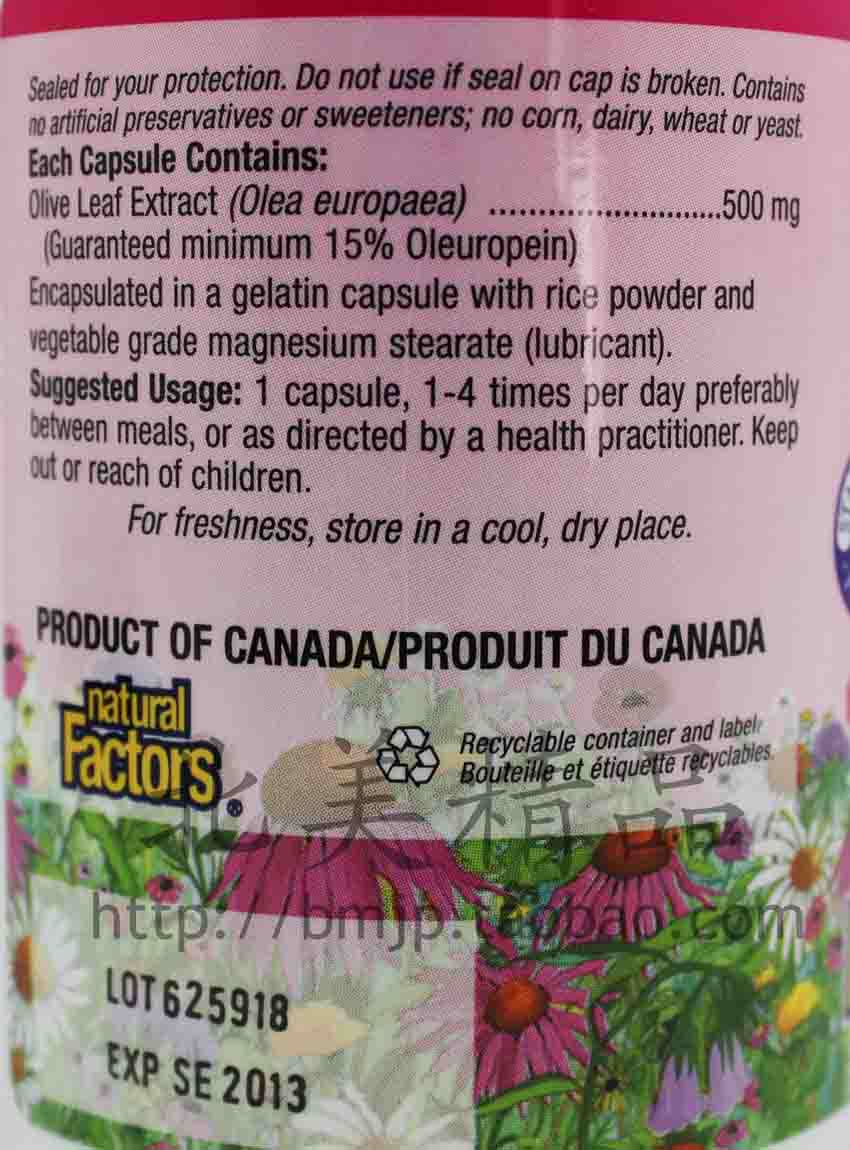 Sealed for your protection. Do not use if seal on cap is broken. Contains
no artificial preservatives or sweeteners; no corn, dairy, wheat or yeast.
Each Capsule Contains:
Olive Leaf Extract (Olea europaea) ...........................500 mg
(Guaranteed minimum 15% Oleuropein)
Encapsulated in a gelatin capsule with rice powder and
vegetable grade magnesium stearate (lubricant).
Suggested Usage: 1 capsule, 1-4 times per day preferably
between meals, or as directed by a health practitioner. Keep
out or reach of children.
For freshness, store in a cool, dry place.
PRODUCT OF CANADA/PRODUIT DU CANADA
natural
Factors®
Recyclable container and label.
Bouteille et étiquette recyclables.
北美精品
http://bmjp.taobao.com
LOT 625918
EXP SE 2013